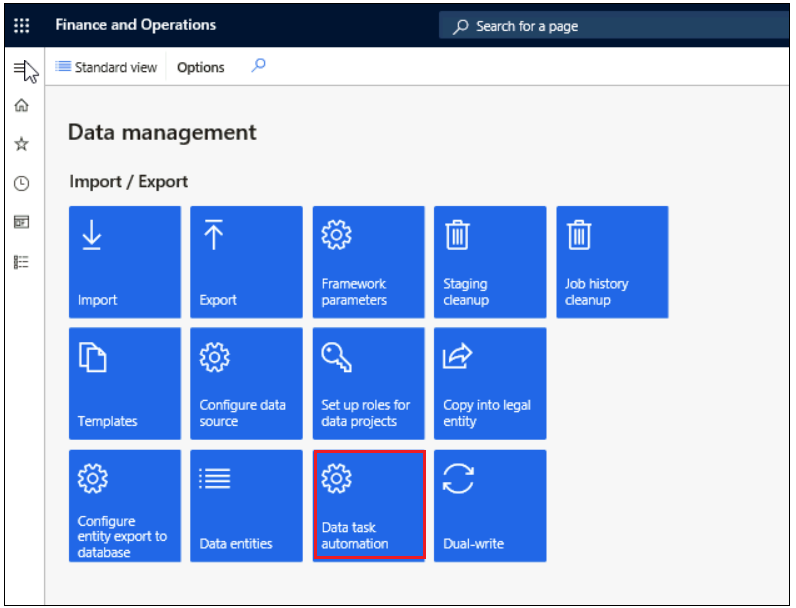 Finance and Operations
Search for a page
Standard view
Options
Data management
Import / Export
Import
Export
Framework
parameters
Staging
cleanup
Job history
cleanup
Templates
Configure data
source
Set up roles for
data projects
Copy into legal
entity
Configure
entity export to
database
Data entities
Data task
automation
Dual-write